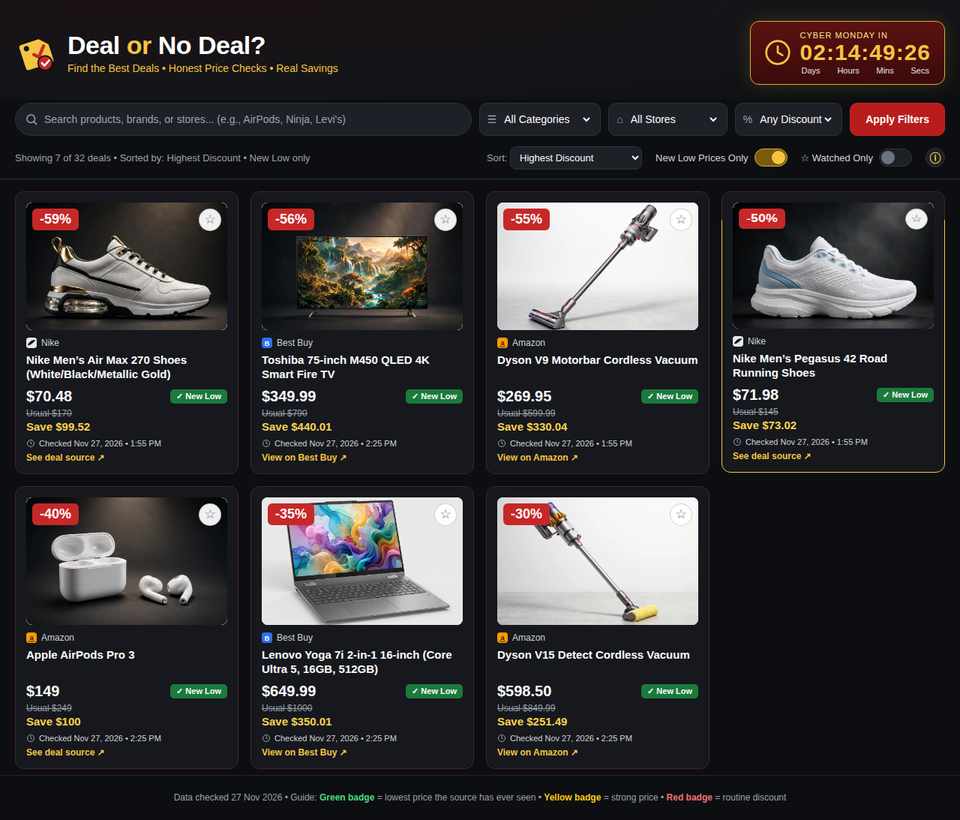 Deal or No Deal?
Find the Best Deals • Honest Price Checks • Real Savings
CYBER MONDAY IN
02:14:49:26
Days Hours Mins Secs
Search products, brands, or stores... (e.g., AirPods, Ninja, Levi's)
All Categories
All Stores
% Any Discount
Apply Filters
Showing 7 of 32 deals • Sorted by: Highest Discount • New Low only
Sort: Highest Discount
New Low Prices Only
☆ Watched Only
-59%
Nike
Nike Men's Air Max 270 Shoes
(White/Black/Metallic Gold)
$70.48
✓ New Low
Usual $170
Save $99.52
Checked Nov 27, 2026 • 1:55 PM
See deal source ↗
-56%
B Best Buy
Toshiba 75-inch M450 QLED 4K
Smart Fire TV
$349.99
✓ New Low
Usual $790
Save $440.01
Checked Nov 27, 2026 • 2:25 PM
View on Best Buy ↗
-55%
a Amazon
Dyson V9 Motorbar Cordless Vacuum
$269.95
✓ New Low
Usual $599.99
Save $330.04
Checked Nov 27, 2026 • 1:55 PM
View on Amazon ↗
-50%
Nike
Nike Men's Pegasus 42 Road
Running Shoes
$71.98
✓ New Low
Usual $145
Save $73.02
Checked Nov 27, 2026 • 1:55 PM
See deal source ↗
-40%
a Amazon
Apple AirPods Pro 3
$149
✓ New Low
Usual $249
Save $100
Checked Nov 27, 2026 • 2:25 PM
See deal source ↗
-35%
B Best Buy
Lenovo Yoga 7i 2-in-1 16-inch (Core
Ultra 5, 16GB, 512GB)
$649.99
✓ New Low
Usual $1000
Save $350.01
Checked Nov 27, 2026 • 2:25 PM
View on Best Buy ↗
-30%
a Amazon
Dyson V15 Detect Cordless Vacuum
$598.50
✓ New Low
Usual $849.99
Save $251.49
Checked Nov 27, 2026 • 2:25 PM
View on Amazon ↗
Data checked 27 Nov 2026 • Guide: Green badge = lowest price the source has ever seen • Yellow badge = strong price • Red badge = routine discount